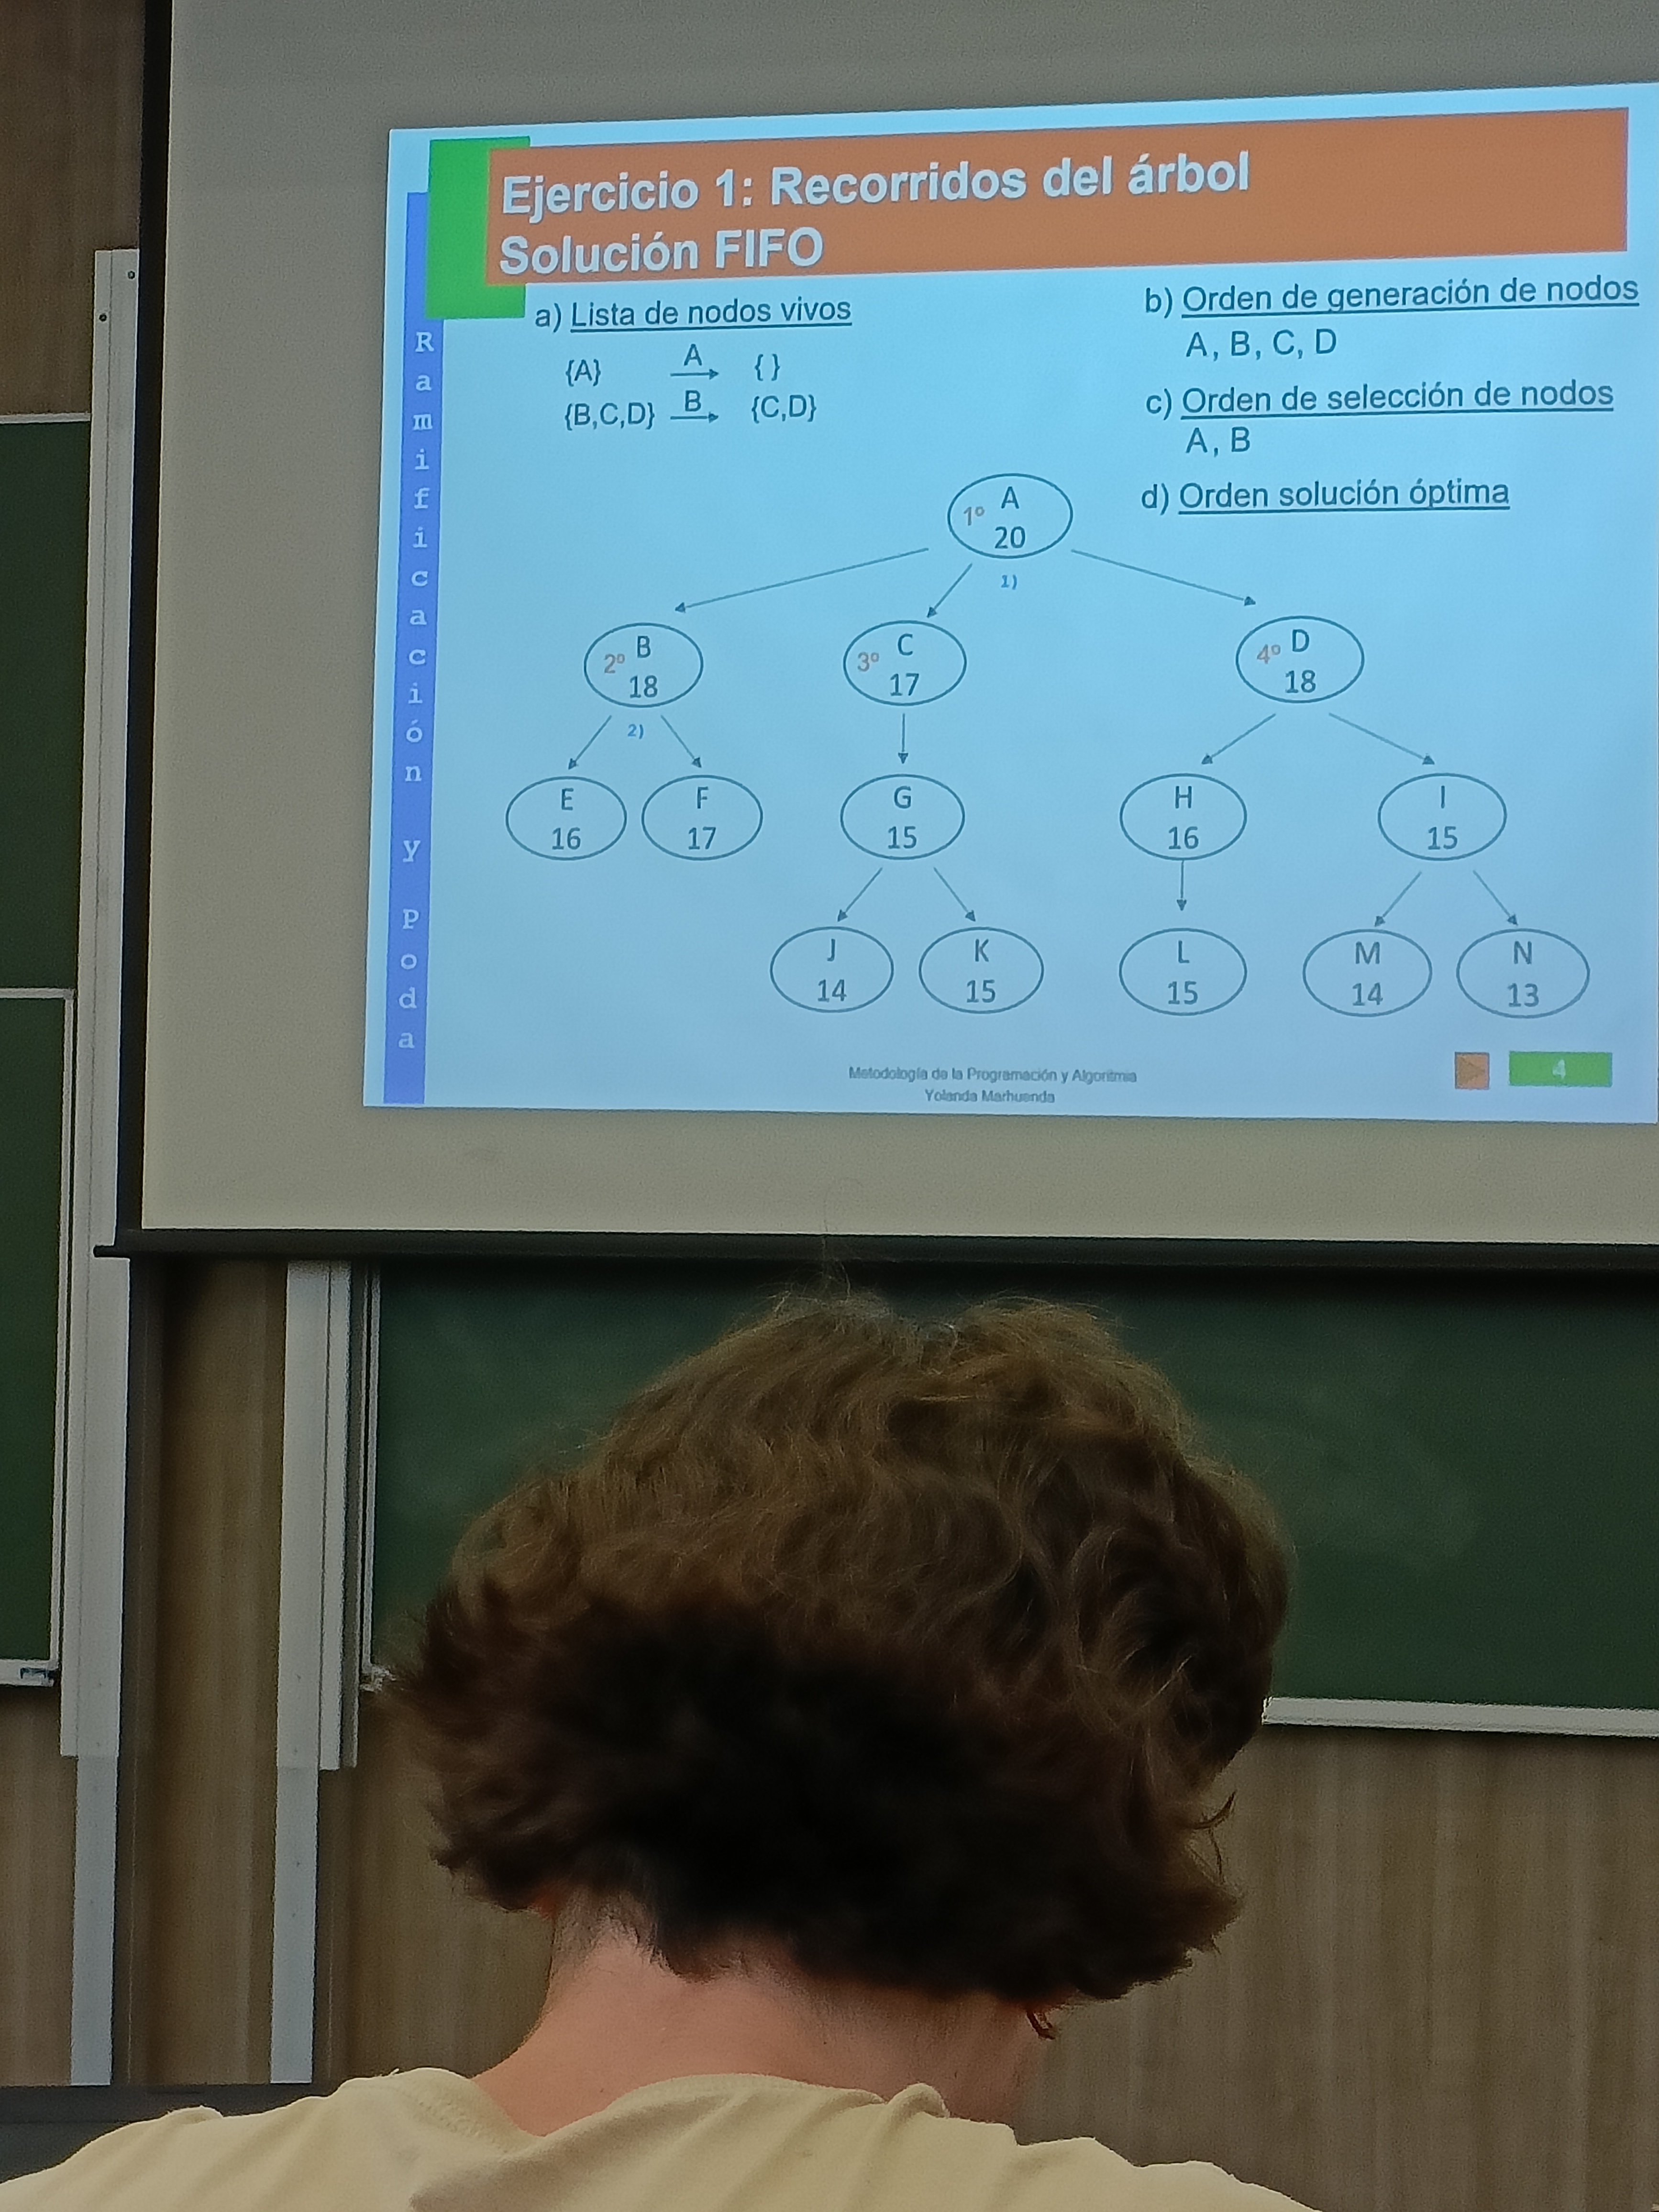 Ejercicio 1: Recorridos del árbol
Solución FIFO
Ramificación y Poda
a) Lista de nodos vivos
{A} A {}
{B,C,D} B {C,D}
b) Orden de generación de nodos
A, B, C, D
c) Orden de selección de nodos
A, B
d) Orden solución óptima
1º A
20
1)
2º B
18
2)
3º C
17
4º D
18
E
16
F
17
G
15
H
16
I
15
J
14
K
15
L
15
M
14
N
13
Metodología de la Programación y Algoritmia
Yolanda Marhuenda
4